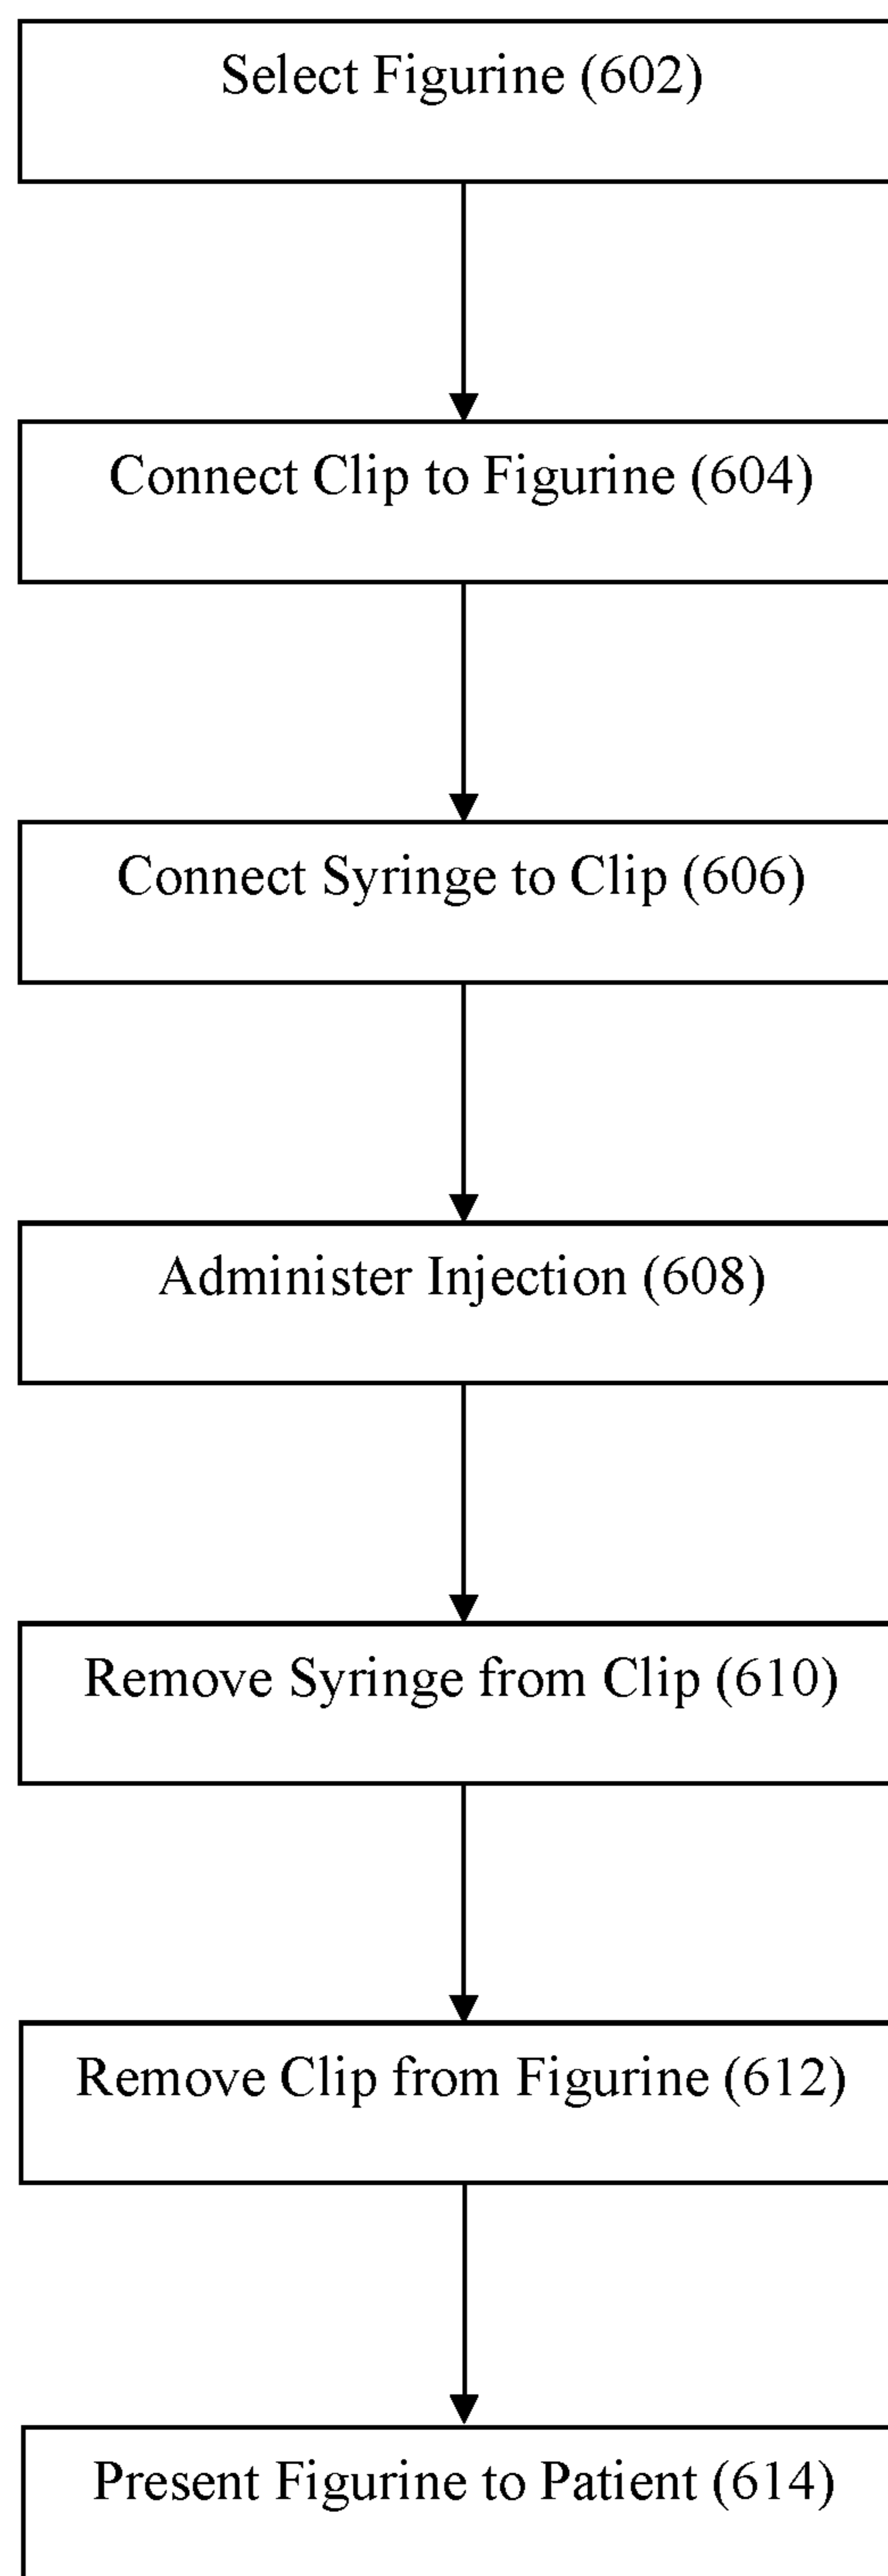 Select Figurine (602)
Connect Clip to Figurine (604)
Connect Syringe to Clip (606)
Administer Injection (608)
Remove Syringe from Clip (610)
Remove Clip from Figurine (612)
Present Figurine to Patient (614)